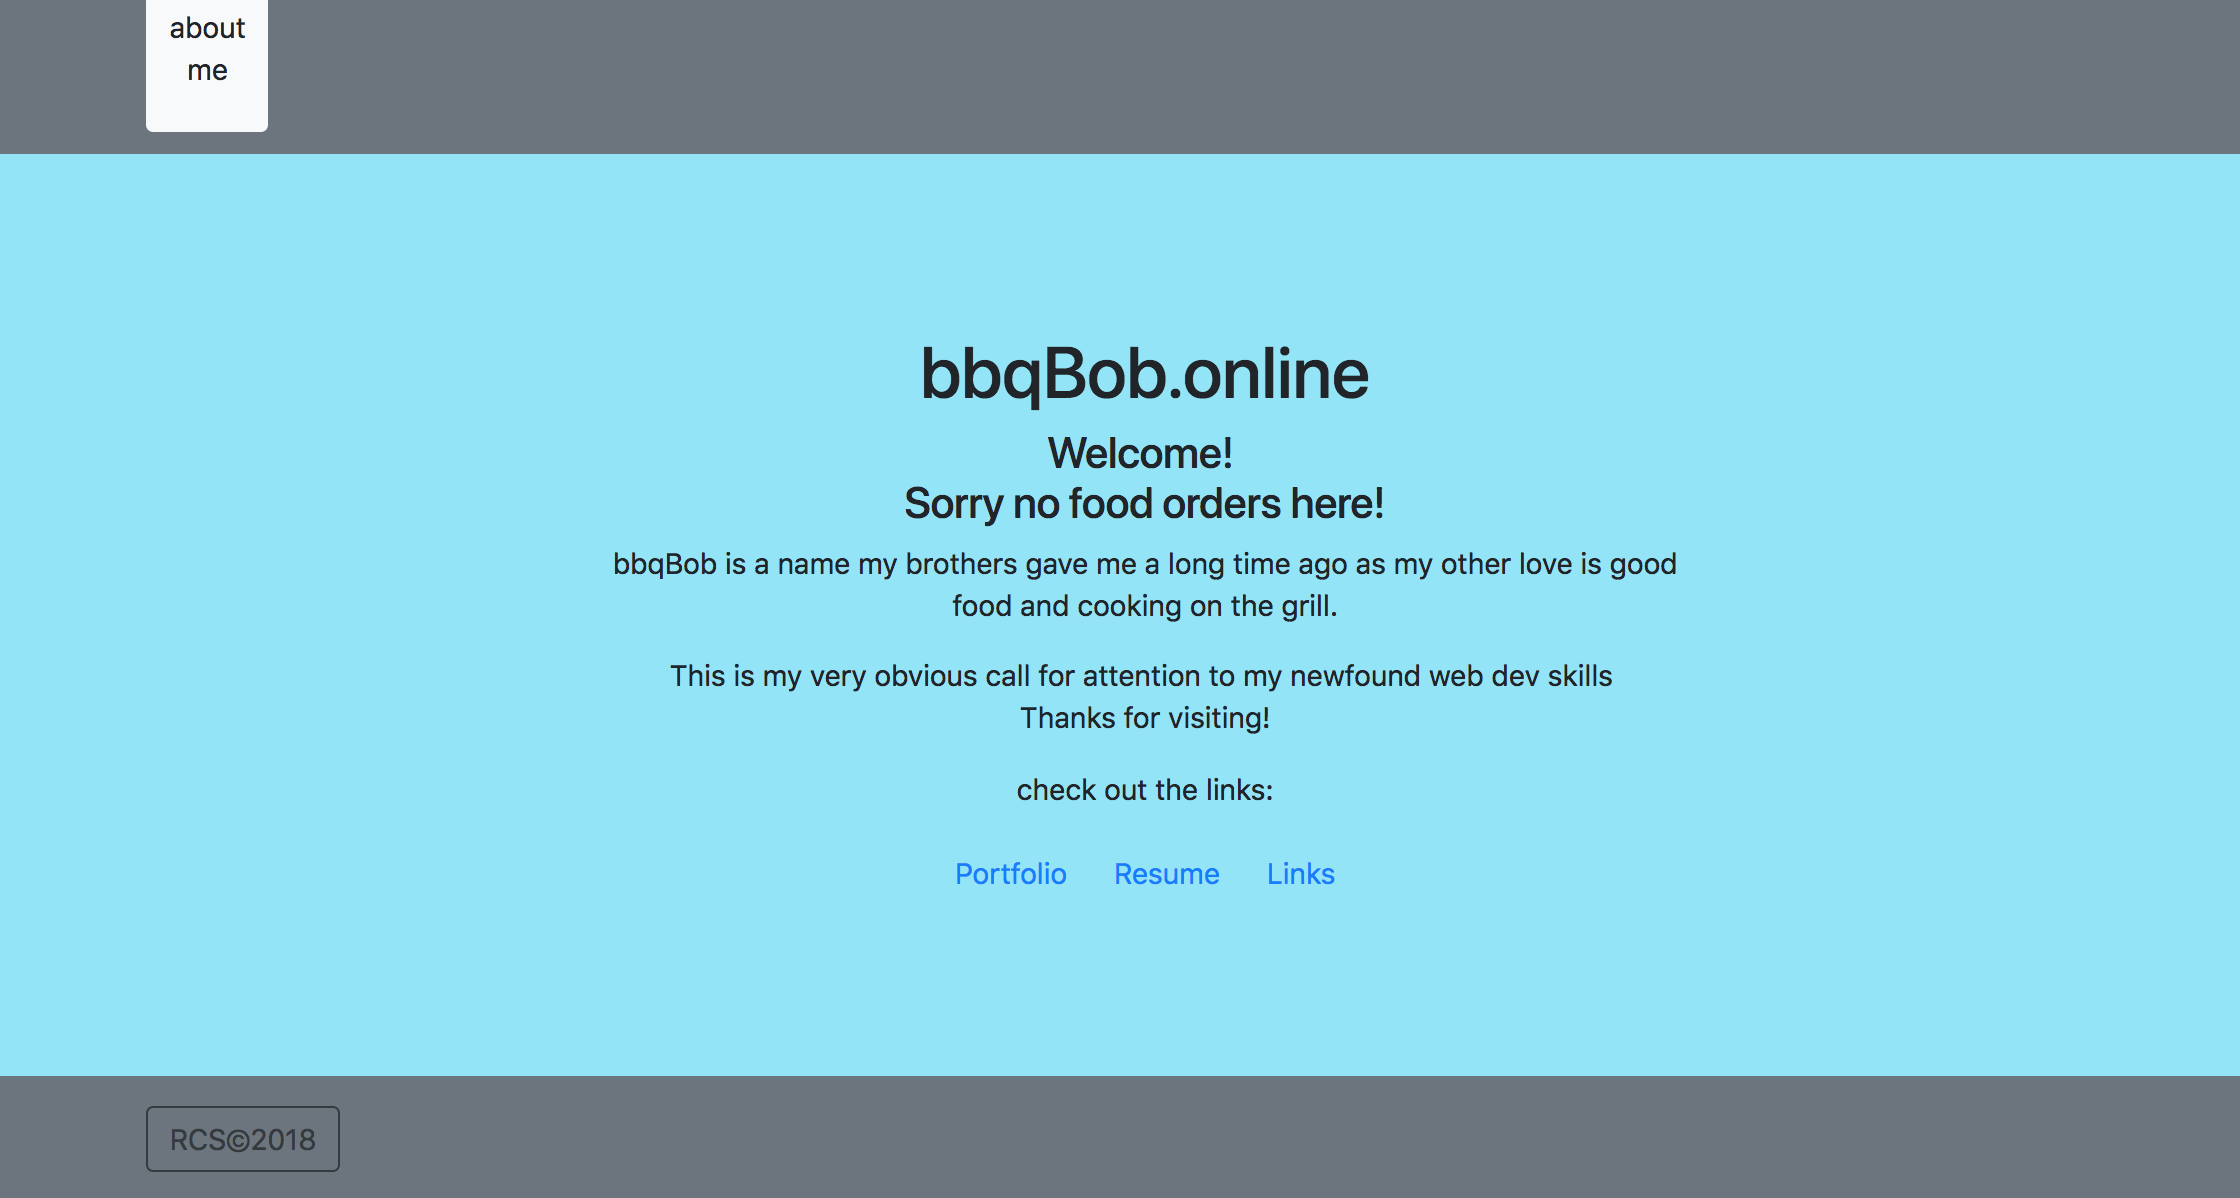 about
me
bbqBob.online
Welcome!
Sorry no food orders here!
bbqBob is a name my brothers gave me a long time ago as my other love is good
food and cooking on the grill.
This is my very obvious call for attention to my newfound web dev skills
Thanks for visiting!
check out the links:
Portfolio Resume Links
RCS©2018